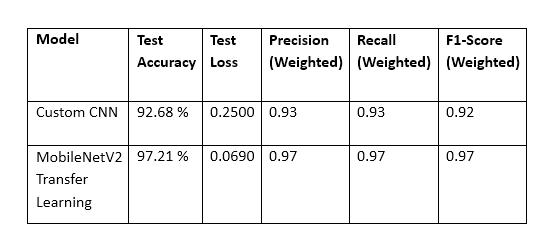 Model Test Accuracy Test Loss Precision (Weighted) Recall (Weighted) F1-Score (Weighted)
Custom CNN 92.68 % 0.2500 0.93 0.93 0.92
MobileNetV2 Transfer Learning 97.21 % 0.0690 0.97 0.97 0.97